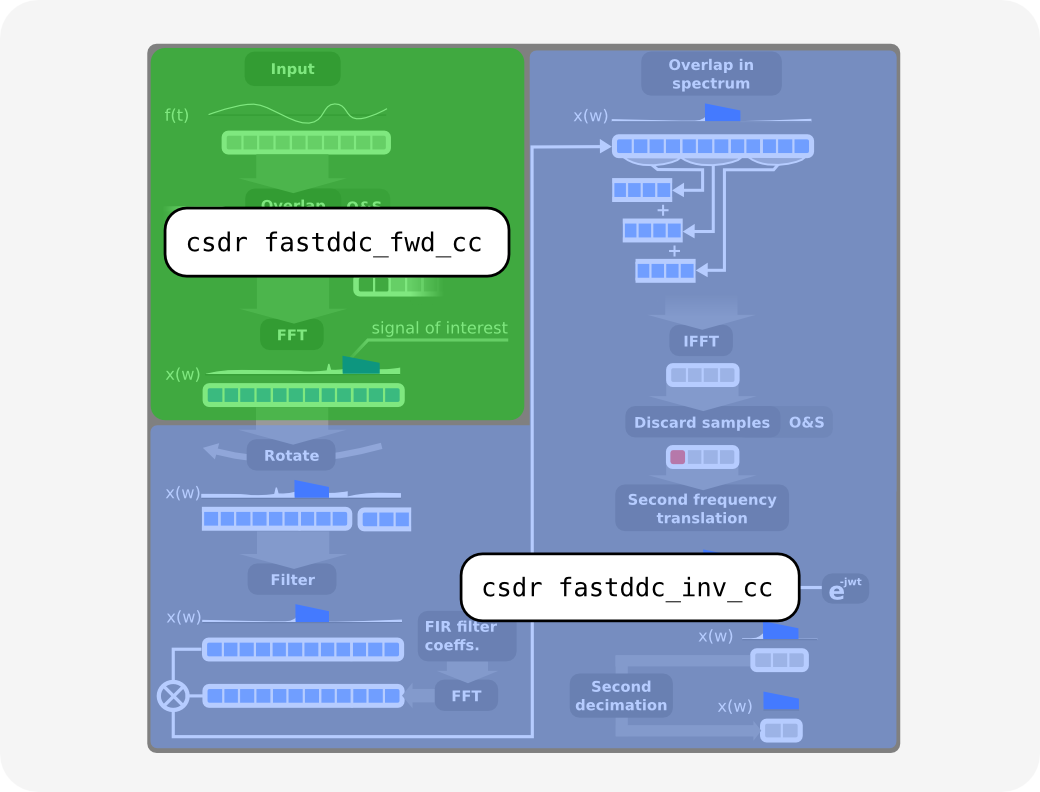 Input
f(t)
Overlap O&S
csdr fastddc_fwd_cc
FFT
signal of interest
x(w)
Rotate
x(w)
Filter
x(w)
FIR filter
coeffs.
FFT
Overlap in
spectrum
x(w)
+
+
IFFT
Discard samples O&S
Second frequency
translation
csdr fastddc_inv_cc
e-jwt
x(w)
Second
decimation
x(w)